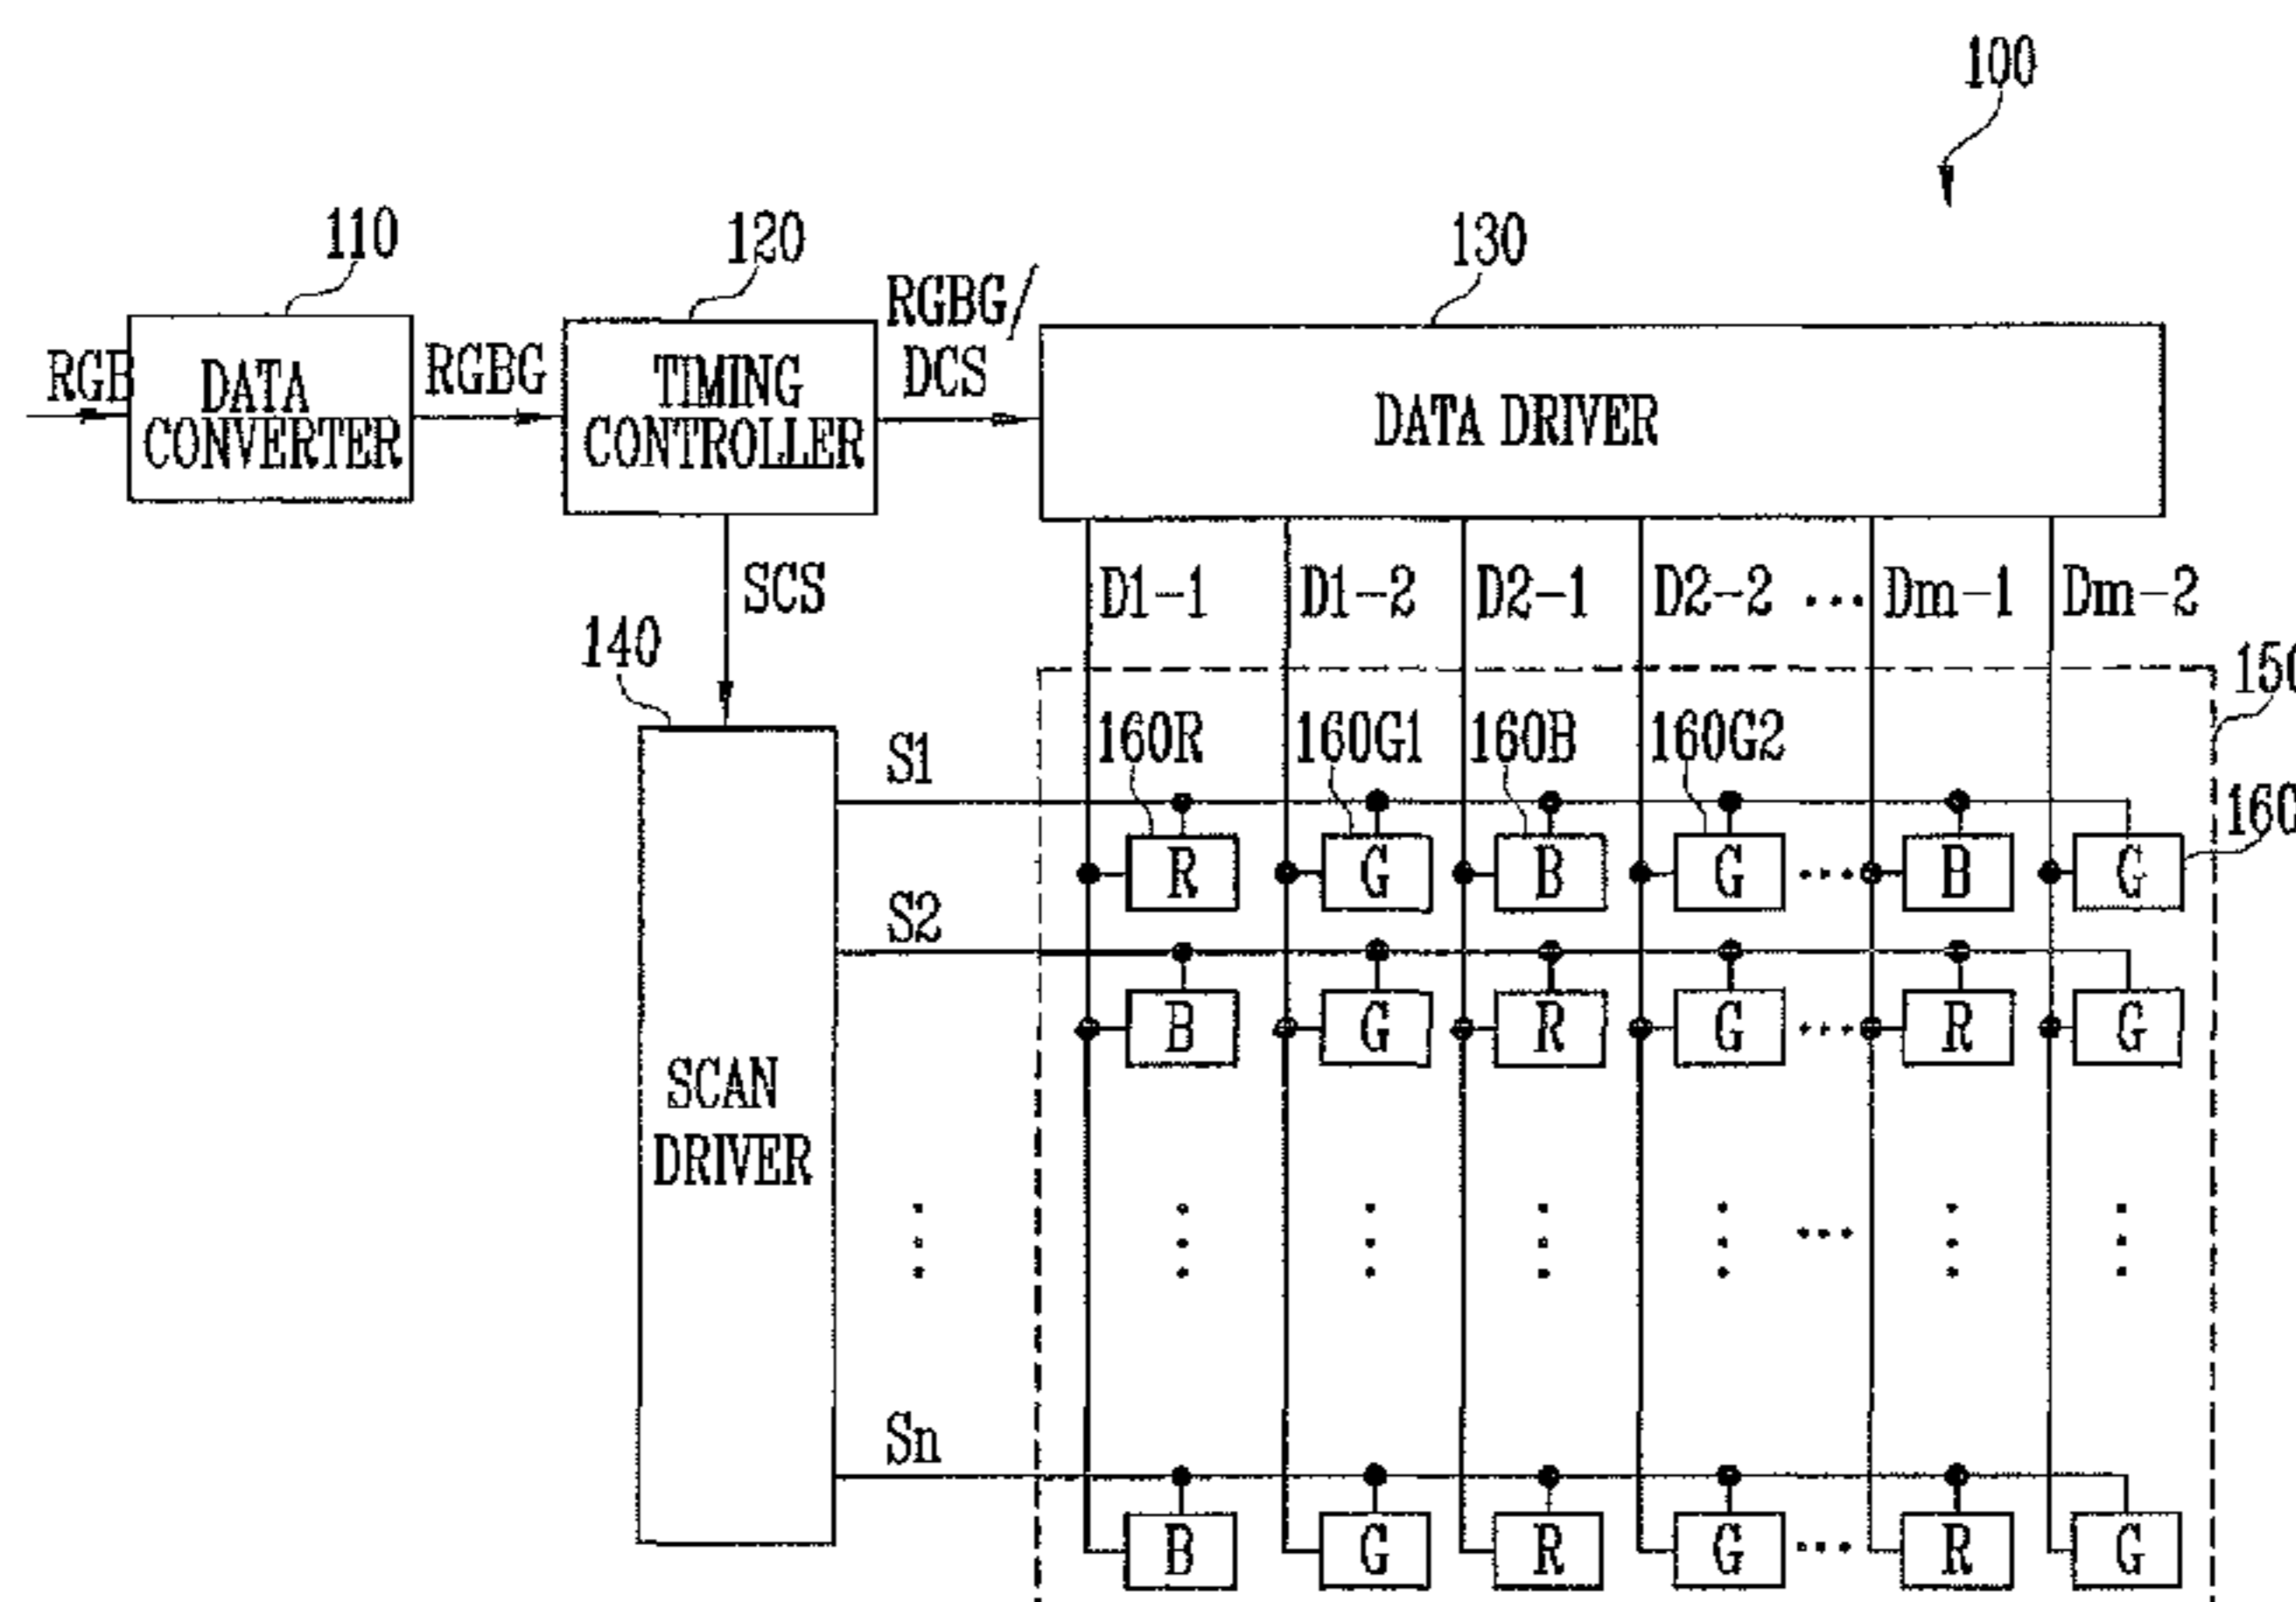 100
110
120
130
RGB
DATA
CONVERTER
RGBG
TIMING
CONTROLLER
RGBG/
DCS
DATA DRIVER
SCS
D1-1
D1-2
D2-1
D2-2
...
Dm-1
Dm-2
140
150
160R
160G1
160B
160G2
160
S1
R
G
B
G
...
B
G
S2
B
G
R
G
...
R
G
SCAN
DRIVER
Sn
B
G
R
G
...
R
G